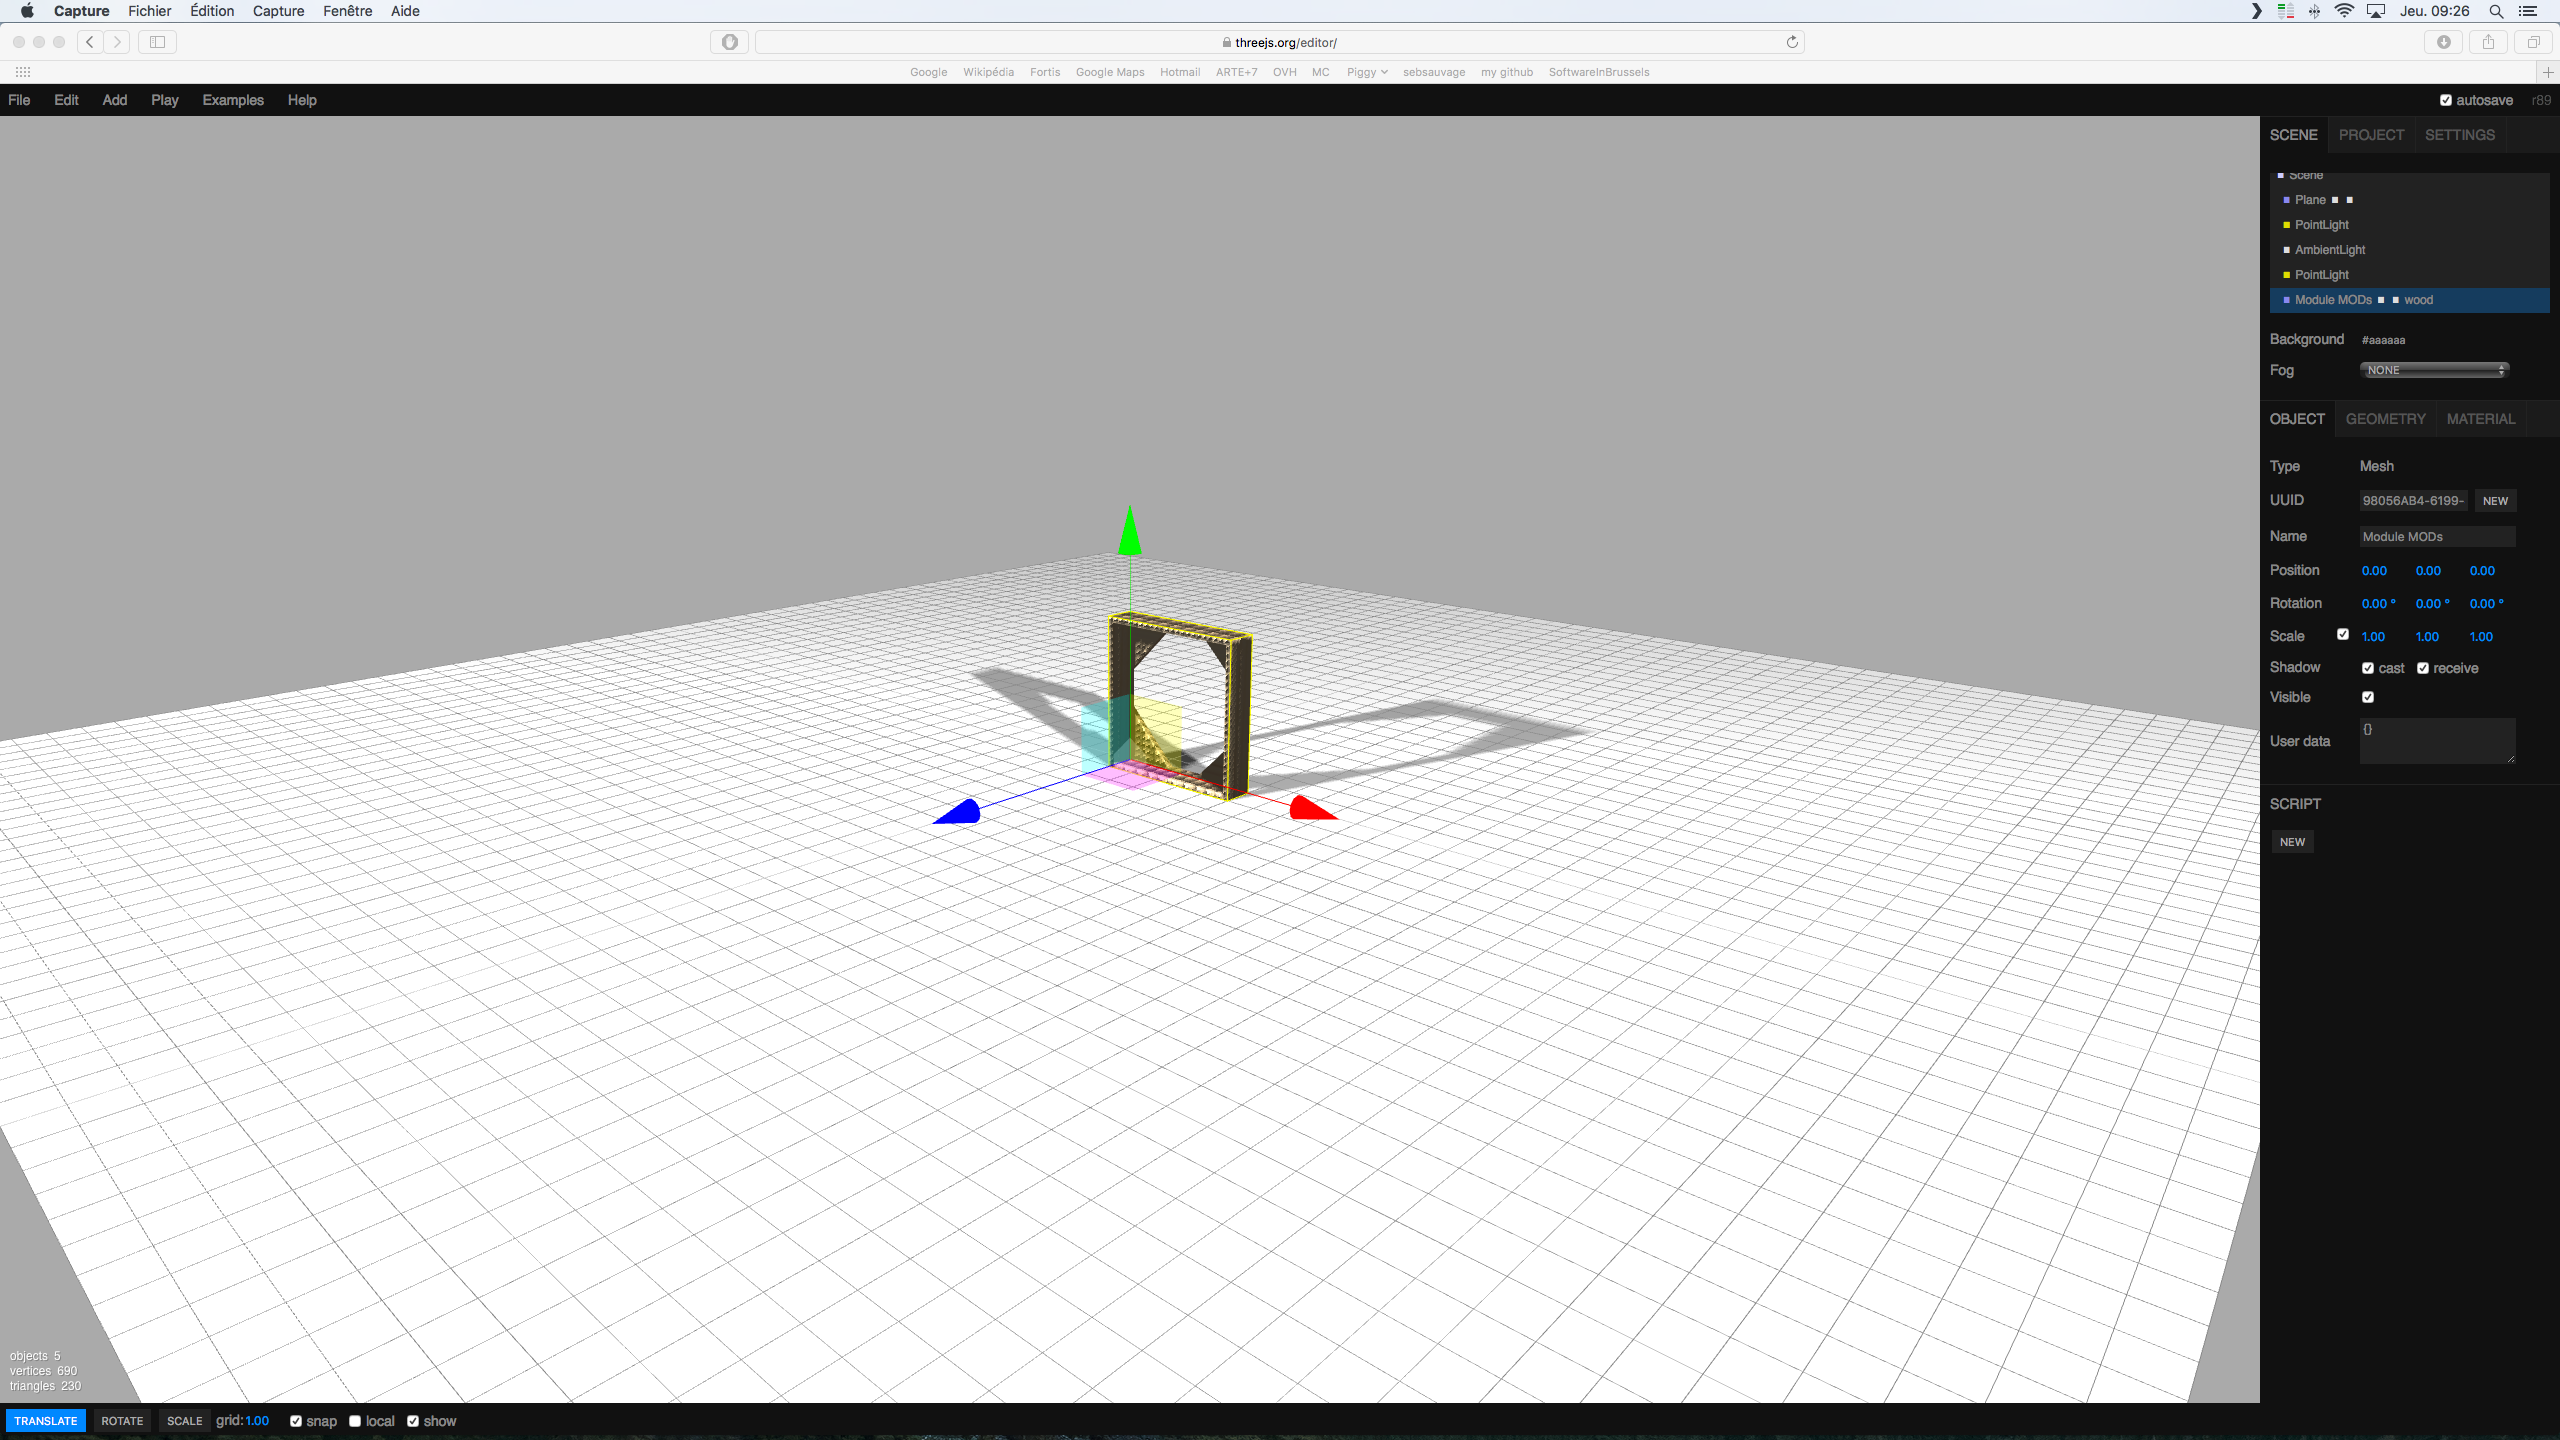 Capture Fichier Édition Capture Fenêtre Aide Jeu. 09:26
threejs.org/editor/
Google Wikipédia Fortis Google Maps Hotmail ARTE+7 OVH MC Piggy sebsauvage my github SoftwareInBrussels
File Edit Add Play Examples Help autosave r89
SCENE PROJECT SETTINGS
Scene
Plane
PointLight
AmbientLight
PointLight
Module MODs wood
Background #aaaaaa
Fog NONE
OBJECT GEOMETRY MATERIAL
Type Mesh
UUID 98056AB4-6199- NEW
Name Module MODs
Position 0.00 0.00 0.00
Rotation 0.00 ° 0.00 ° 0.00 °
Scale 1.00 1.00 1.00
Shadow cast receive
Visible
User data {}
SCRIPT
NEW
objects 5
vertices 690
triangles 230
TRANSLATE ROTATE SCALE grid: 1.00 snap local show